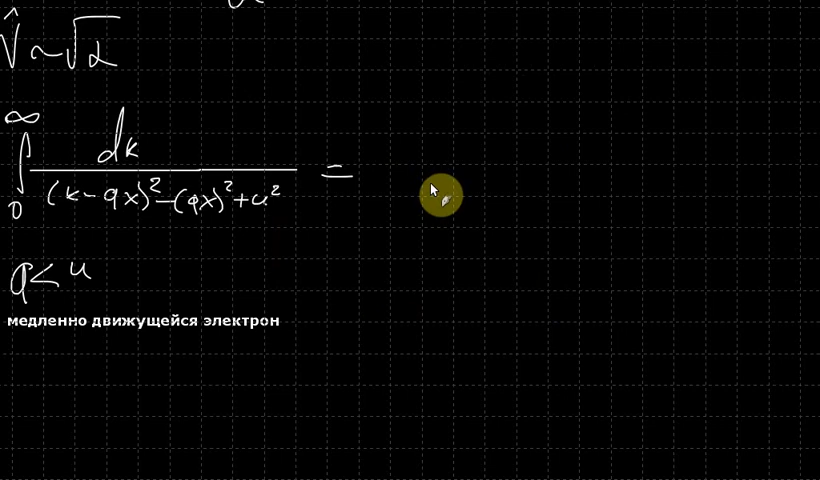 V̂ ~ √α
∞
∫ dk / ((k - qx)² - (qx)² + u²) =
0
q < u
медленно движущейся электрон